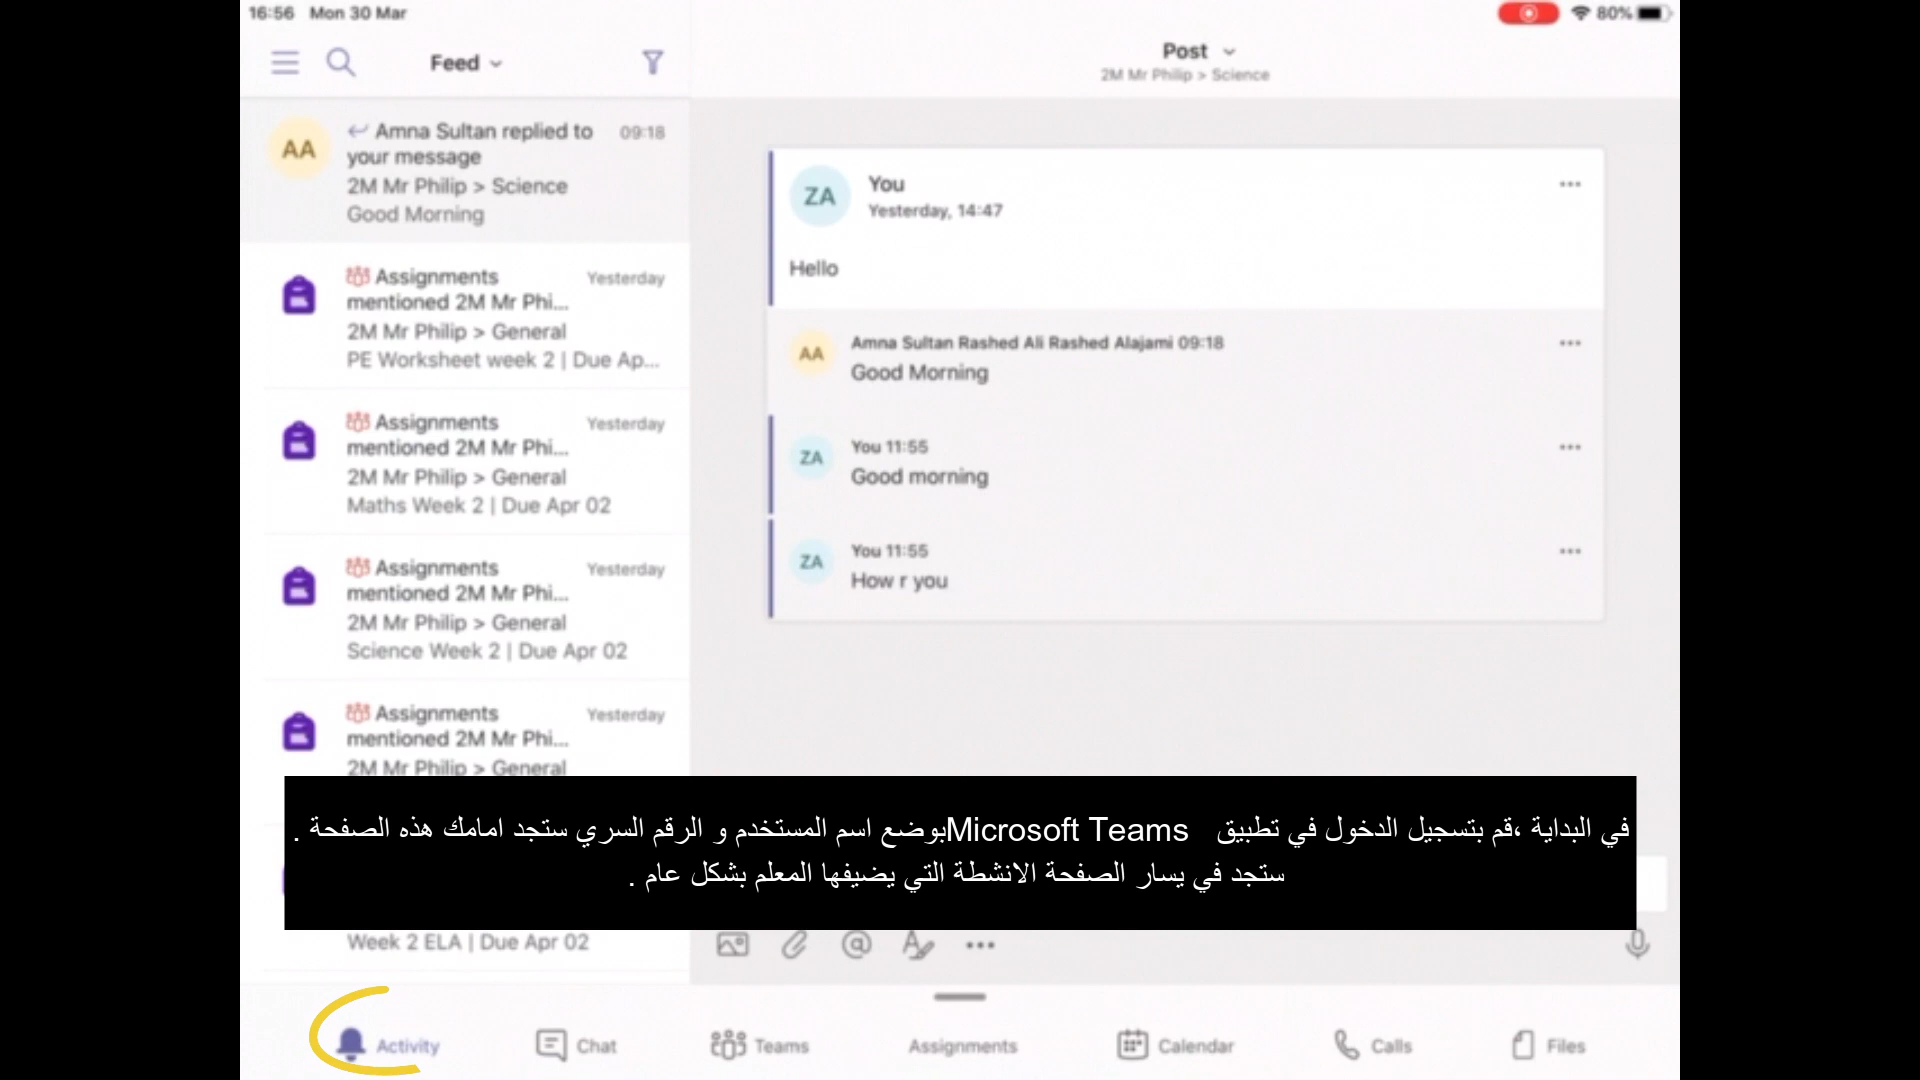 16:56 Mon 30 Mar
80%
Feed
Amna Sultan replied to
your message
09:18
2M Mr Philip > Science
Good Morning
Assignments
mentioned 2M Mr Phi...
Yesterday
2M Mr Philip > General
PE Worksheet week 2 | Due Ap...
Assignments
mentioned 2M Mr Phi...
Yesterday
2M Mr Philip > General
Maths Week 2 | Due Apr 02
Assignments
mentioned 2M Mr Phi...
Yesterday
2M Mr Philip > General
Science Week 2 | Due Apr 02
Assignments
mentioned 2M Mr Phi...
Yesterday
2M Mr Philip > General
Week 2 ELA | Due Apr 02
AA
Post
2M Mr Philip > Science
ZA
You
Yesterday, 14:47
Hello
AA
Amna Sultan Rashed Ali Rashed Alajami 09:18
Good Morning
ZA
You 11:55
Good morning
ZA
You 11:55
How r you
في البداية ،قم بتسجيل الدخول في تطبيق Microsoft Teamsبوضع اسم المستخدم و الرقم السري ستجد امامك هذه الصفحة .
ستجد في يسار الصفحة الانشطة التي يضيفها المعلم بشكل عام .
Activity
Chat
Teams
Assignments
Calendar
Calls
Files